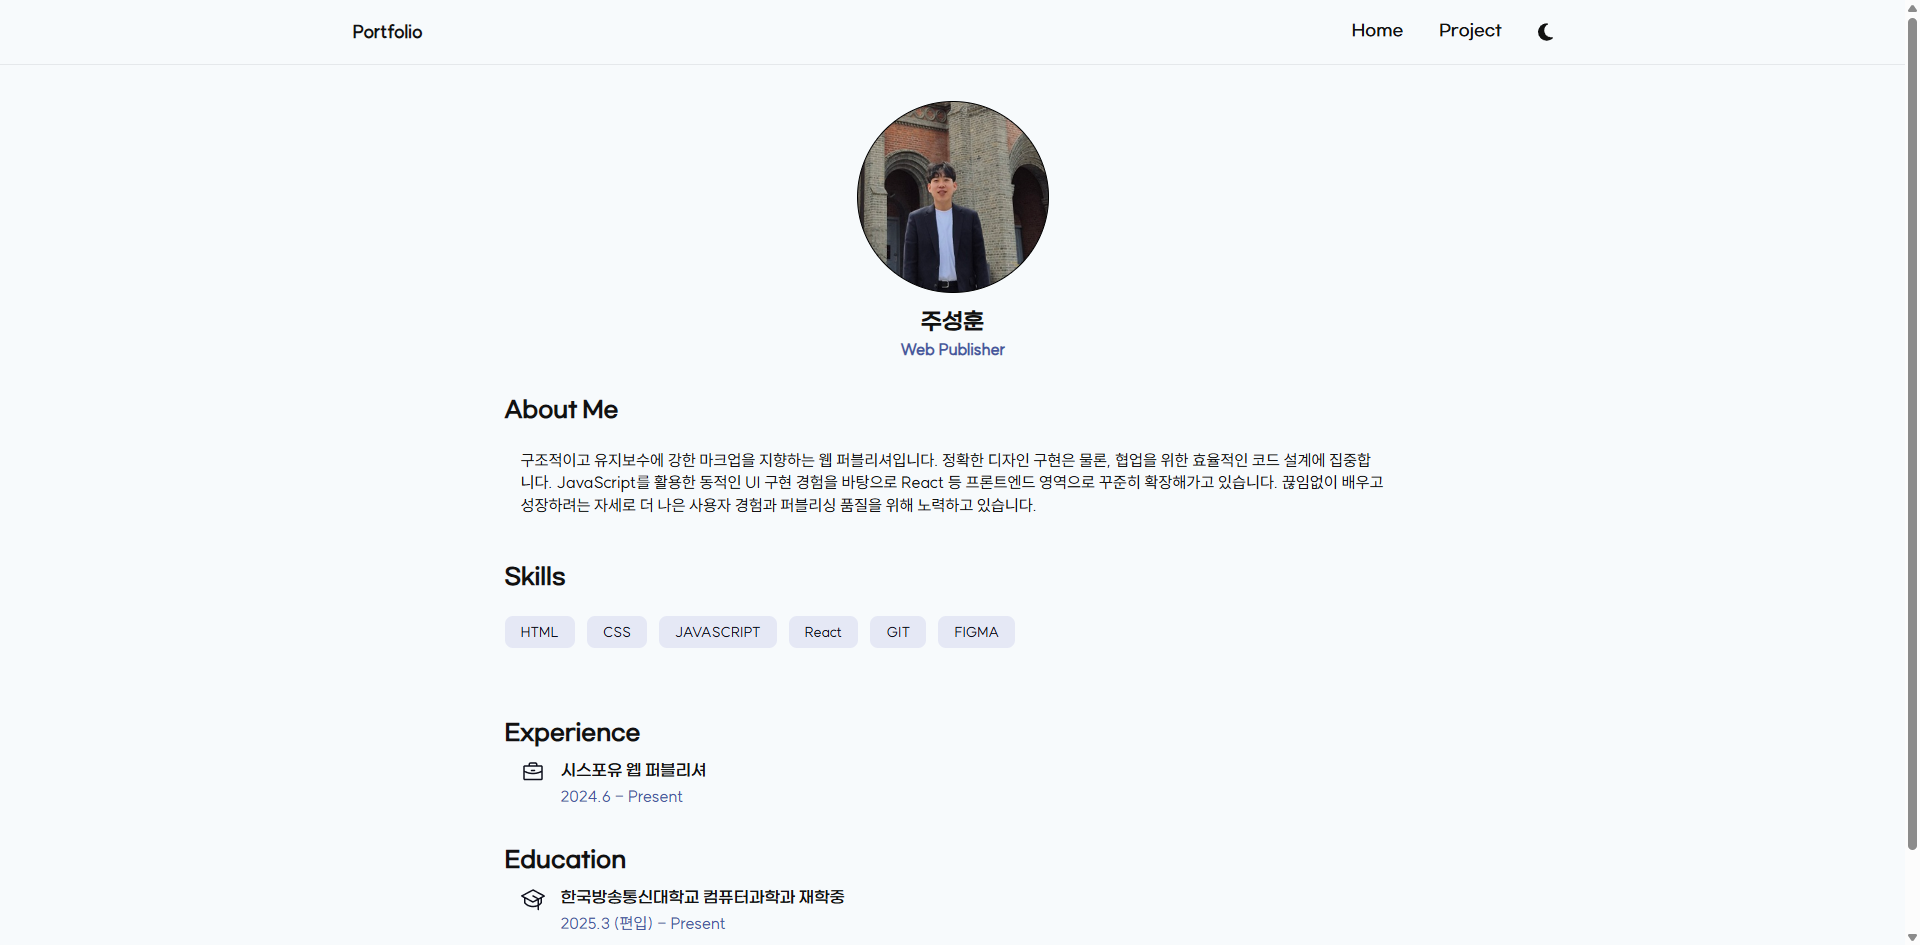 Portfolio
Home
Project
주성훈
Web Publisher
About Me
구조적이고 유지보수에 강한 마크업을 지향하는 웹 퍼블리셔입니다. 정확한 디자인 구현은 물론, 협업을 위한 효율적인 코드 설계에 집중합
니다. JavaScript를 활용한 동적인 UI 구현 경험을 바탕으로 React 등 프론트엔드 영역으로 꾸준히 확장해가고 있습니다. 끊임없이 배우고
성장하려는 자세로 더 나은 사용자 경험과 퍼블리싱 품질을 위해 노력하고 있습니다.
Skills
HTML
CSS
JAVASCRIPT
React
GIT
FIGMA
Experience
시스포유 웹 퍼블리셔
2024.6 – Present
Education
한국방송통신대학교 컴퓨터과학과 재학중
2025.3 (편입) – Present